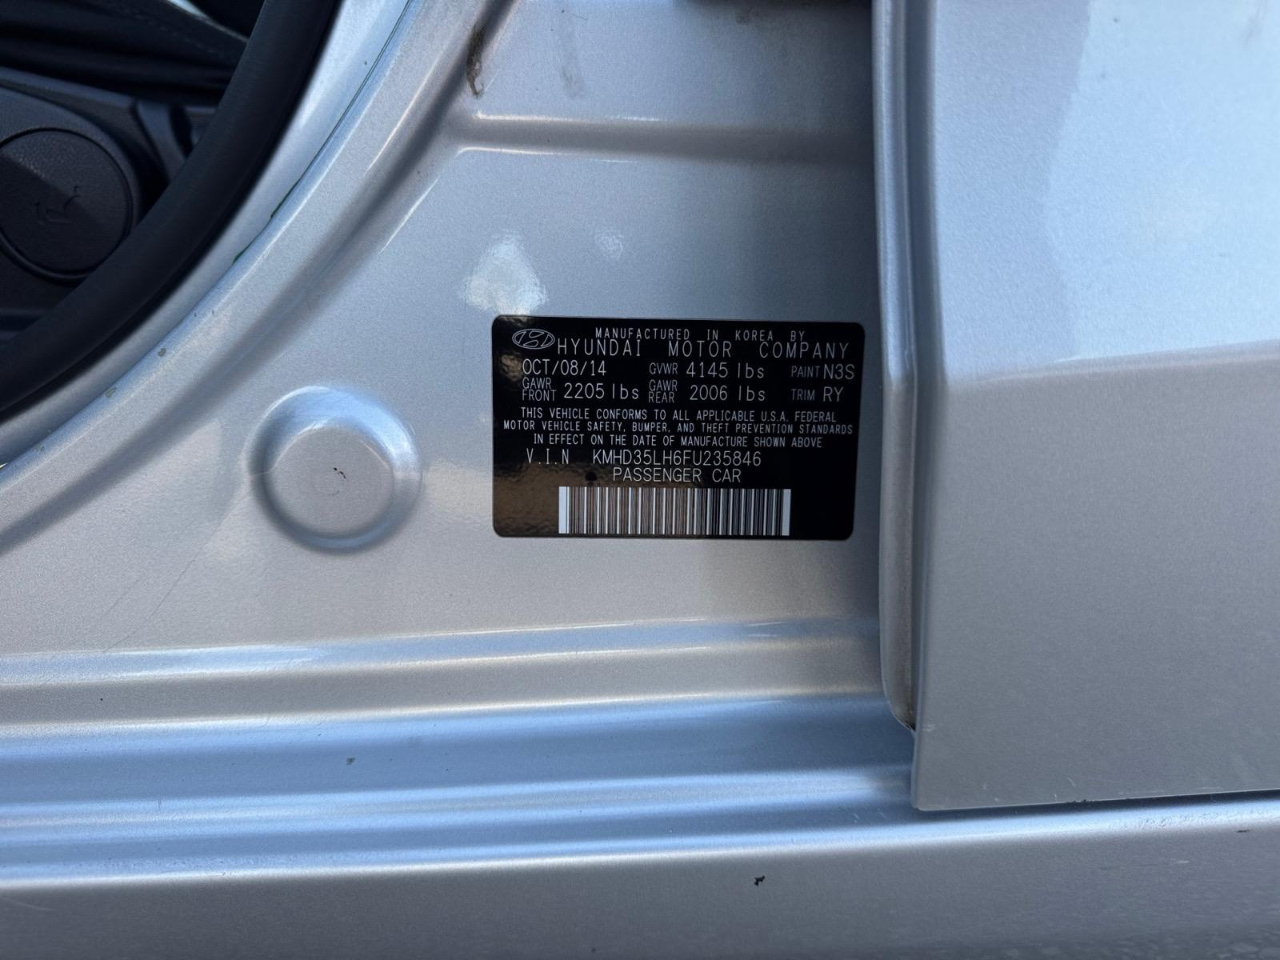 MANUFACTURED IN KOREA BY
HYUNDAI MOTOR COMPANY
OCT/08/14 GVWR 4145 lbs PAINT N3S
GAWR FRONT 2205 lbs GAWR REAR 2006 lbs TRIM RY
THIS VEHICLE CONFORMS TO ALL APPLICABLE U.S.A. FEDERAL
MOTOR VEHICLE SAFETY, BUMPER, AND THEFT PREVENTION STANDARDS
IN EFFECT ON THE DATE OF MANUFACTURE SHOWN ABOVE
V.I.N KMHD35LH6FU235846
PASSENGER CAR